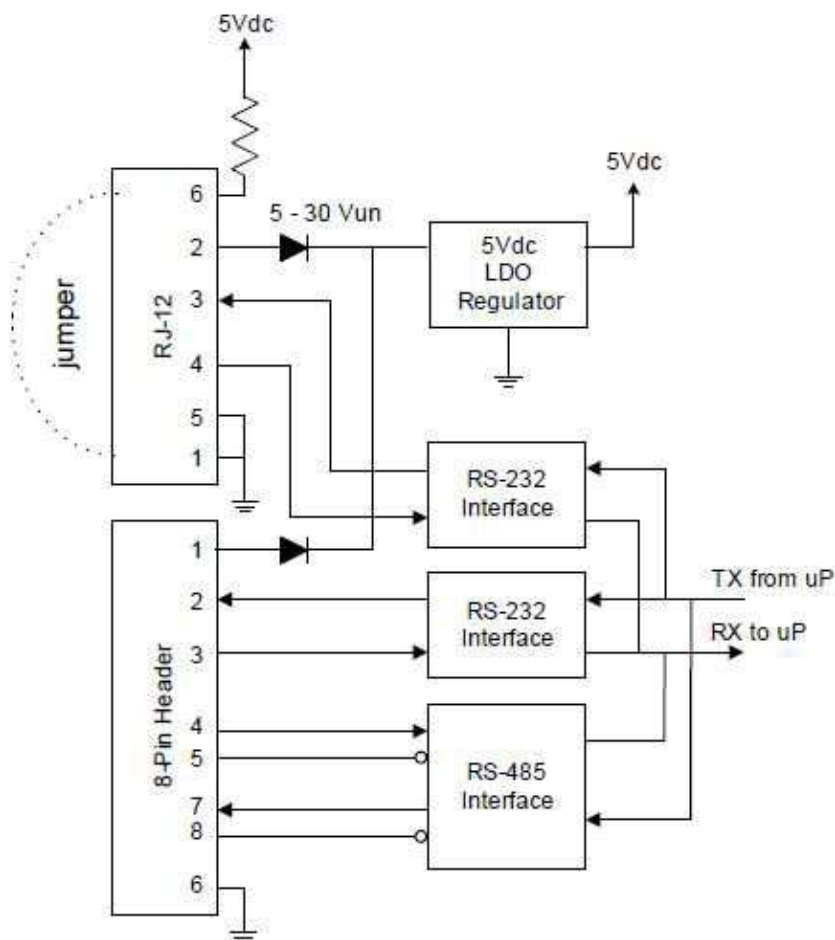 5Vdc
6
5 - 30 Vun
5Vdc
2
5Vdc
LDO
Regulator
3
jumper
RJ-12
4
5
1
RS-232
Interface
1
2
RS-232
Interface
TX from uP
RX to uP
3
8-Pin Header
4
5
RS-485
Interface
7
8
6